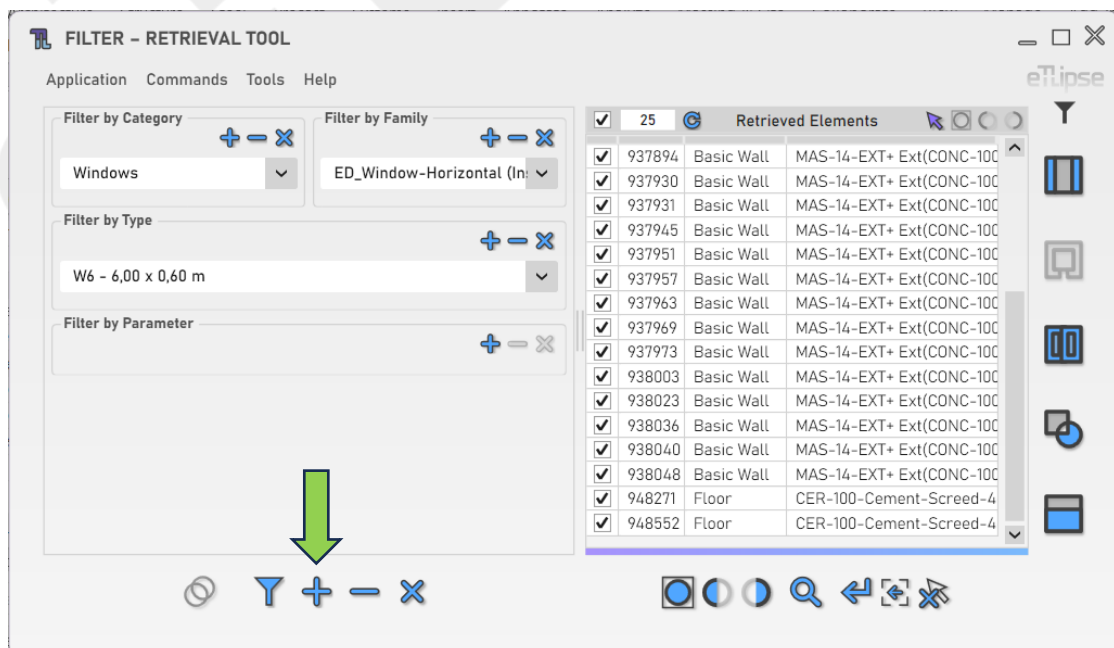 FILTER – RETRIEVAL TOOL
Application Commands Tools Help
eTLipse
Filter by Category
Windows
Filter by Family
ED_Window-Horizontal (In
Filter by Type
W6 - 6,00 x 0,60 m
Filter by Parameter
25 Retrieved Elements
937894 Basic Wall MAS-14-EXT+ Ext(CONC-100
937930 Basic Wall MAS-14-EXT+ Ext(CONC-100
937931 Basic Wall MAS-14-EXT+ Ext(CONC-100
937945 Basic Wall MAS-14-EXT+ Ext(CONC-100
937951 Basic Wall MAS-14-EXT+ Ext(CONC-100
937957 Basic Wall MAS-14-EXT+ Ext(CONC-100
937963 Basic Wall MAS-14-EXT+ Ext(CONC-100
937969 Basic Wall MAS-14-EXT+ Ext(CONC-100
937973 Basic Wall MAS-14-EXT+ Ext(CONC-100
938003 Basic Wall MAS-14-EXT+ Ext(CONC-100
938023 Basic Wall MAS-14-EXT+ Ext(CONC-100
938036 Basic Wall MAS-14-EXT+ Ext(CONC-100
938040 Basic Wall MAS-14-EXT+ Ext(CONC-100
938048 Basic Wall MAS-14-EXT+ Ext(CONC-100
948271 Floor CER-100-Cement-Screed-4
948552 Floor CER-100-Cement-Screed-4